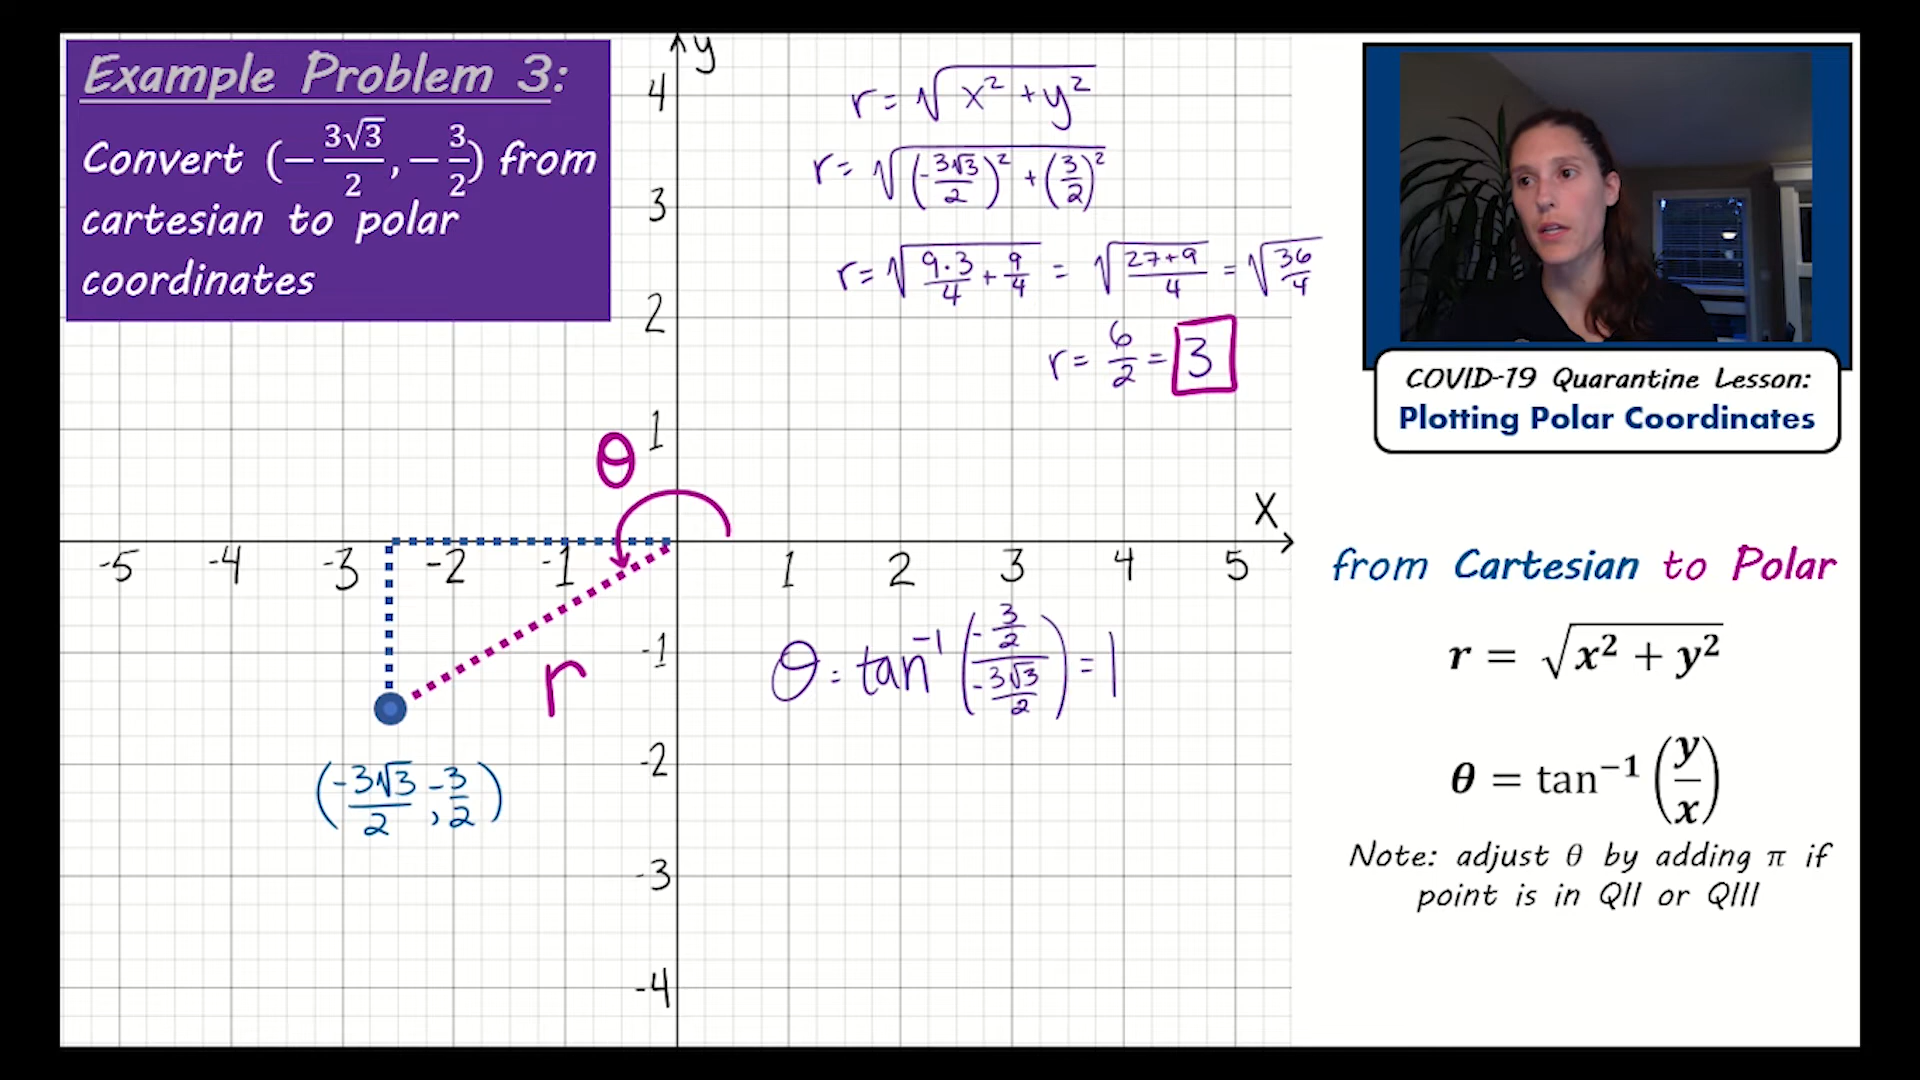 Example Problem 3:
Convert (−3√3/2, −3/2) from
cartesian to polar
coordinates
y
4
3
2
1
-1
-2
-3
-4
-5 -4 -3 -2 -1 1 2 3 4 5
X
r = √(x² + y²)
r = √((-3√3/2)² + (3/2)²)
r = √(9·3/4 + 9/4) = √((27+9)/4) = √(36/4)
r = 6/2 = 3
θ
r
(-3√3/2, -3/2)
θ = tan⁻¹((-3/2)/(-3√3/2)) = 1
COVID-19 Quarantine Lesson:
Plotting Polar Coordinates
from Cartesian to Polar
r = √(x² + y²)
θ = tan⁻¹(y/x)
Note: adjust θ by adding π if
point is in QII or QIII